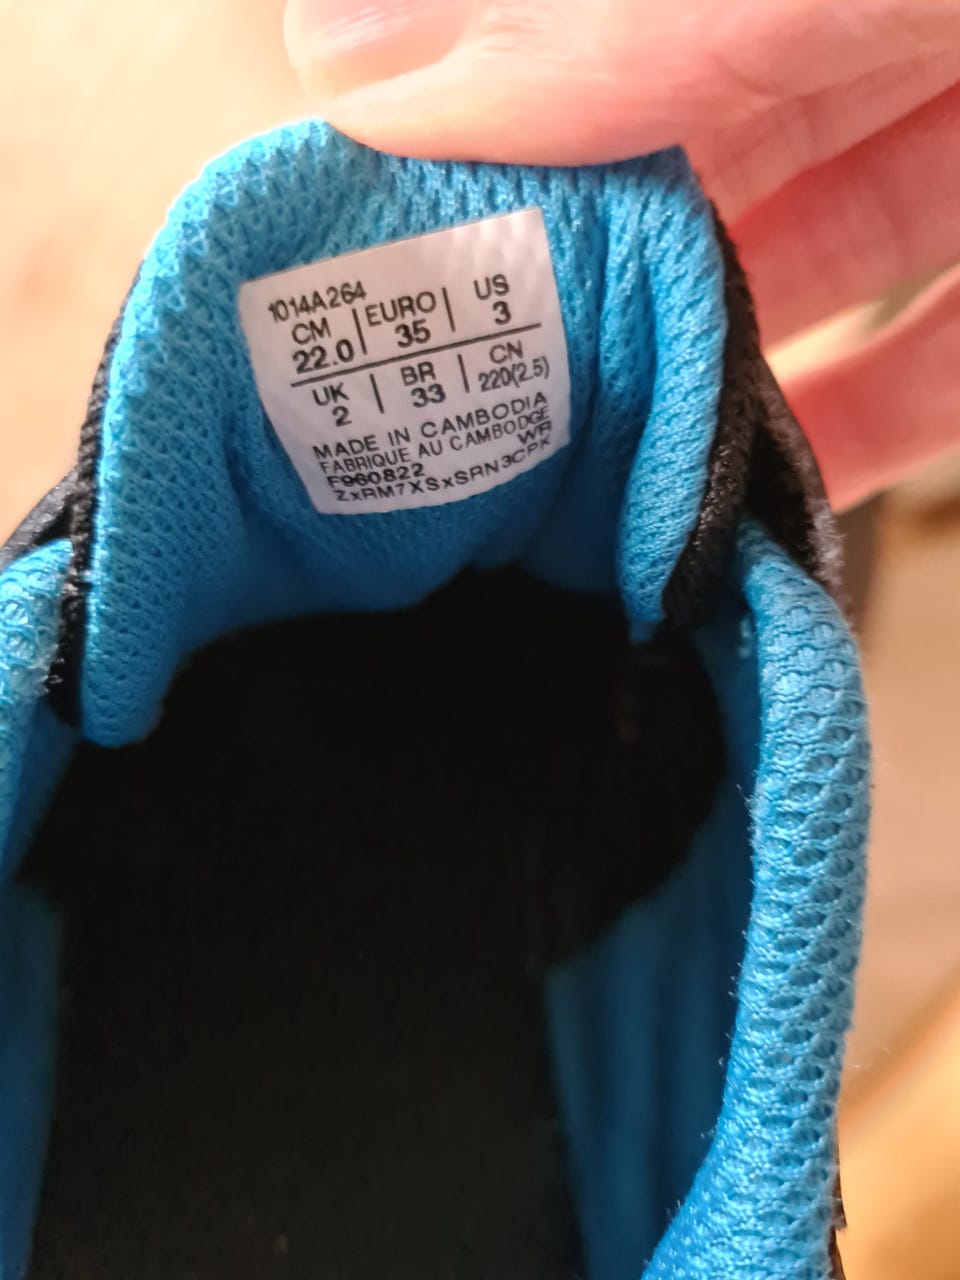 1014A264
CM EURO US
22.0 35 3
UK BR CN
2 33 220(2.5)
MADE IN CAMBODIA
FABRIQUE AU CAMBODGE
F960822 WR
ZxRM7XSxSRN3CPK